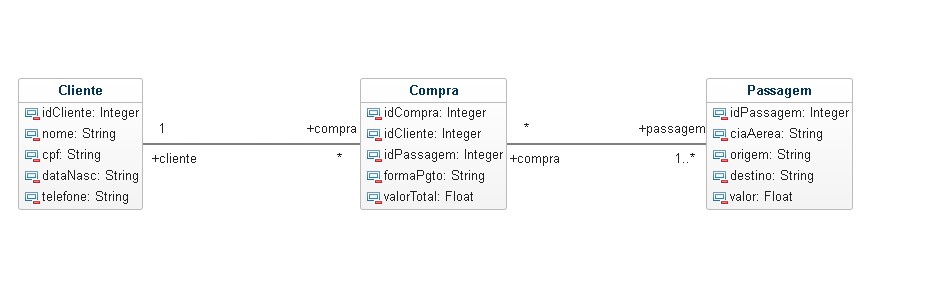 Cliente
idCliente: Integer
nome: String
cpf: String
dataNasc: String
telefone: String
1
+compra
+cliente
*
Compra
idCompra: Integer
idCliente: Integer
idPassagem: Integer
formaPgto: String
valorTotal: Float
*
+passagem
+compra
1..*
Passagem
idPassagem: Integer
ciaAerea: String
origem: String
destino: String
valor: Float